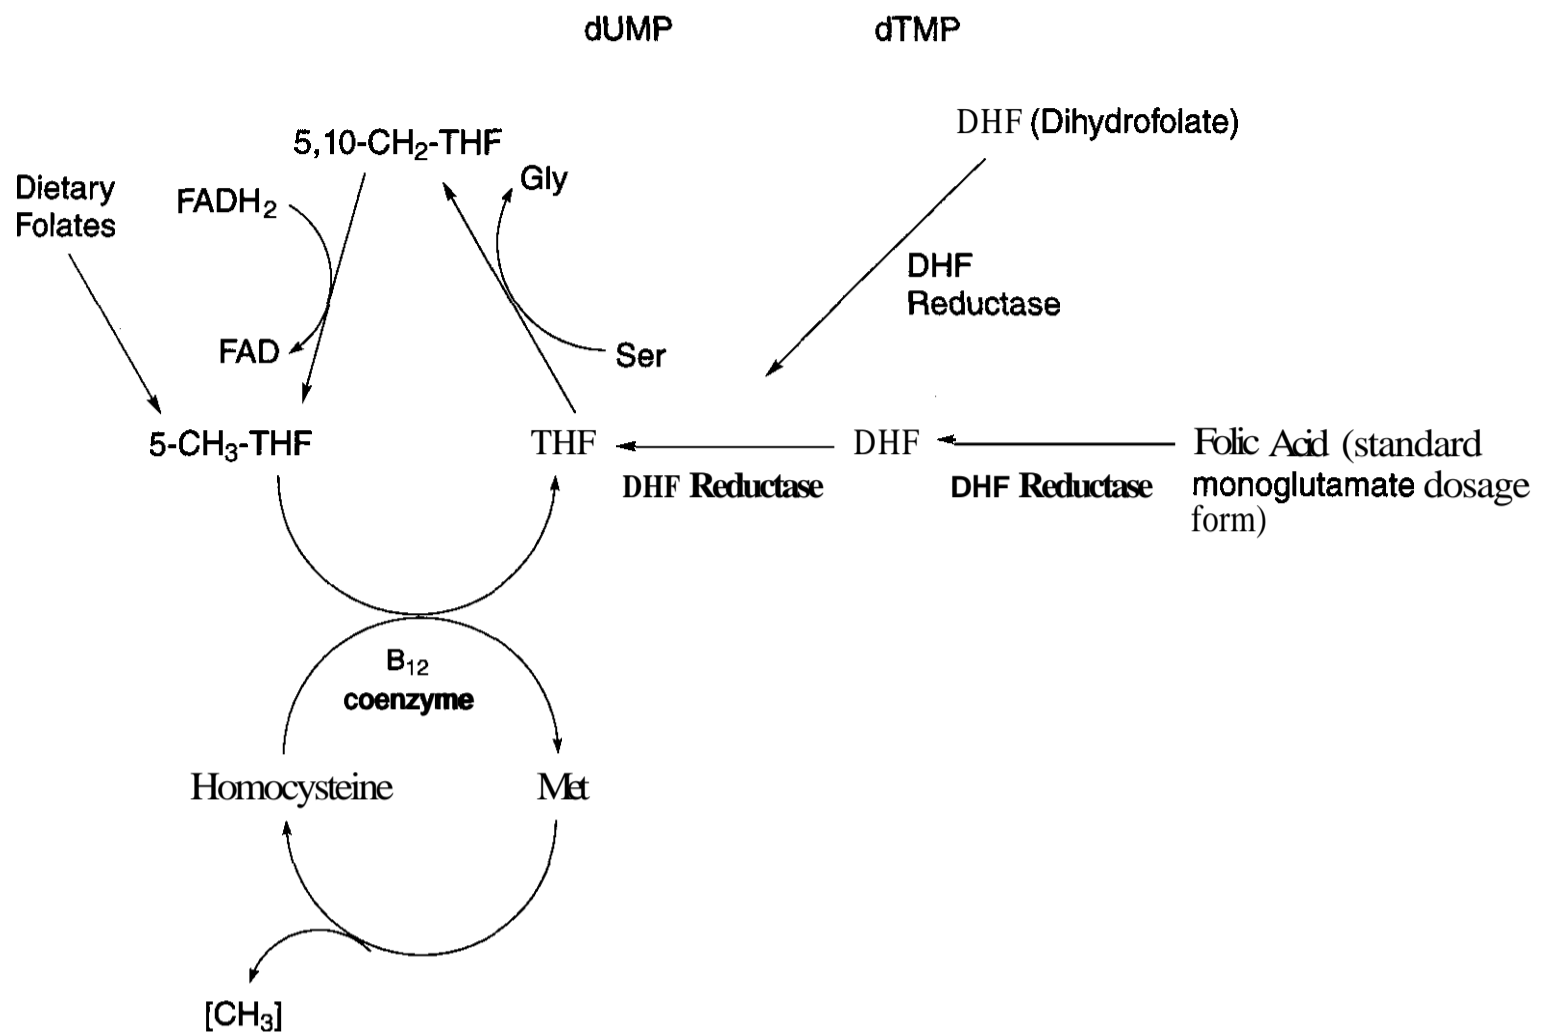 dUMP dTMP
DHF (Dihydrofolate)
5,10-CH₂-THF
Gly
Dietary
Folates
FADH₂
DHF
Reductase
FAD
Ser
5-CH₃-THF
THF
DHF
Folic Acid (standard
monoglutamate dosage
form)
DHF Reductase
DHF Reductase
B₁₂
coenzyme
Homocysteine
Met
[CH₃]